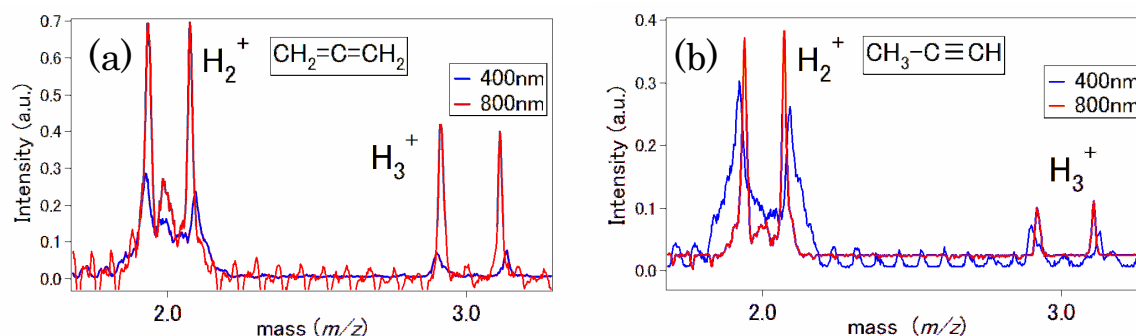 (a)
H₂⁺
CH₂=C=CH₂
400nm
800nm
H₃⁺
Intensity (a.u.)
0.7
0.6
0.5
0.4
0.3
0.2
0.1
0.0
2.0
3.0
mass (m/z)
(b)
H₂⁺
CH₃-C≡CH
400nm
800nm
H₃⁺
Intensity (a.u.)
0.4
0.3
0.2
0.1
0.0
2.0
3.0
mass (m/z)